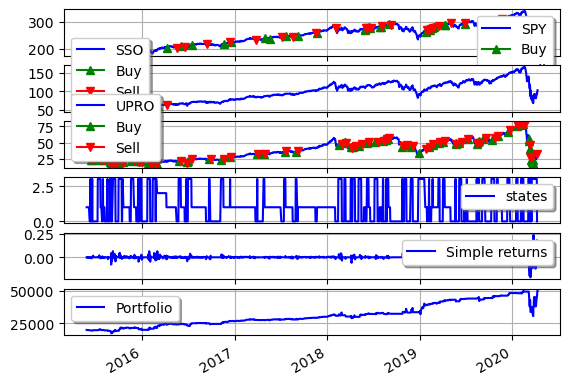 300
200
SPY
Buy
SSO
Buy
Sell
150
100
50
UPRO
Buy
Sell
75
50
25
2.5
0.0
states
0.25
0.00
Simple returns
50000
25000
Portfolio
2016
2017
2018
2019
2020